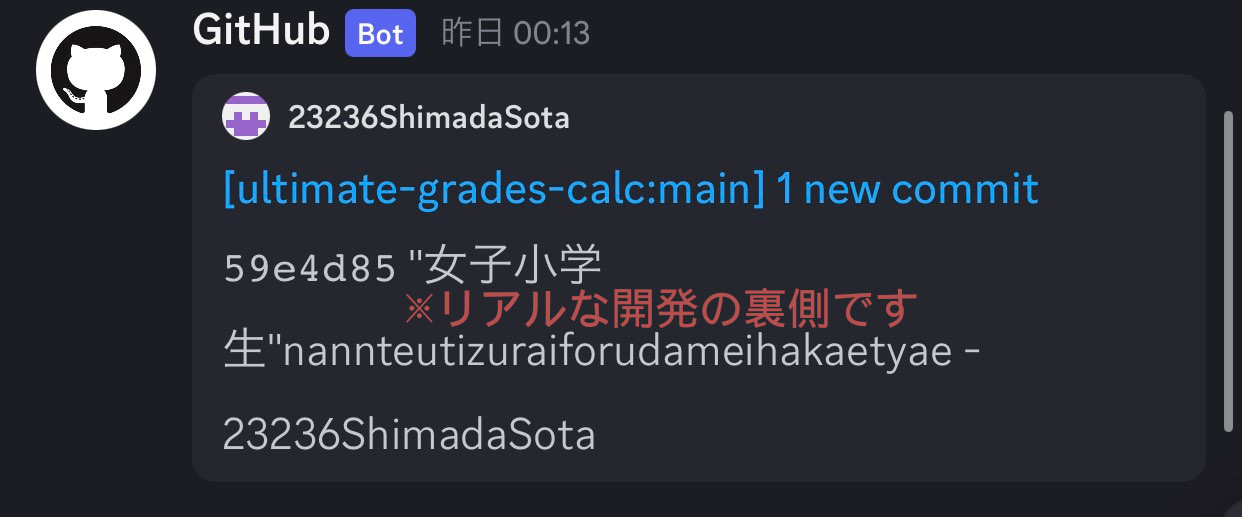 GitHub Bot 昨日 00:13
23236ShimadaSota
[ultimate-grades-calc:main] 1 new commit
59e4d85 "女子小学
※リアルな開発の裏側です
生"nannteutizuraiforudameihakaetyae -
23236ShimadaSota